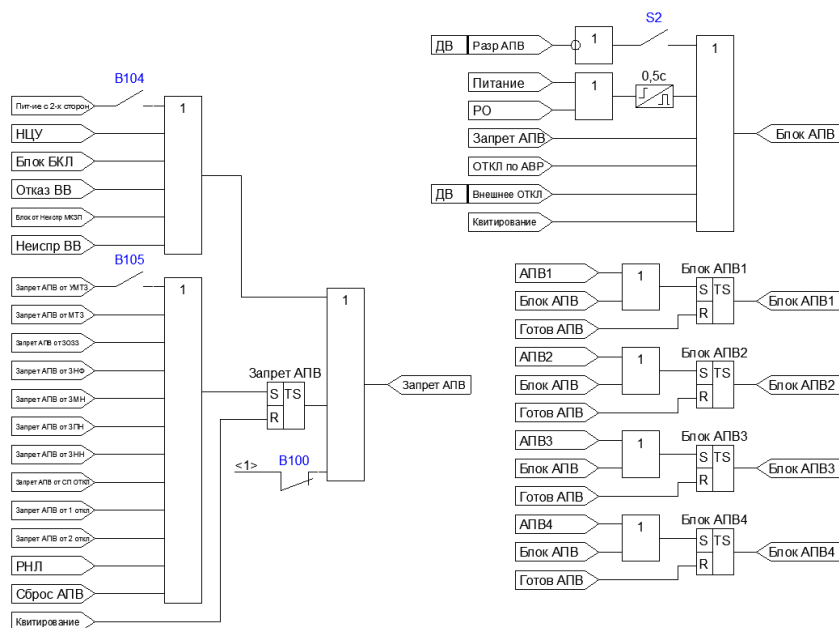 B104
Пит-ие с 2-х сторон
1
НЦУ
Блок БКЛ
Отказ ВВ
Блок от Неиспр МКЗП
Неиспр ВВ
B105
Запрет АПВ от УМТЗ
1
Запрет АПВ от МТЗ
Запрет АПВ от ЗОЗЗ
Запрет АПВ от ЗНФ
Запрет АПВ от ЗМН
Запрет АПВ от ЗПН
Запрет АПВ от ЗНН
Запрет АПВ от СП ОТКЛ
Запрет АПВ от 1 откл
Запрет АПВ от 2 откл
РНЛ
Сброс АПВ
Квитирование
Запрет АПВ
S TS
R
<1>
B100
1
Запрет АПВ
S2
ДВ Разр АПВ
1
1
Питание
РО
1
0,5с
Запрет АПВ
ОТКЛ по АВР
ДВ Внешнее ОТКЛ
Квитирование
Блок АПВ
АПВ1
Блок АПВ
Готов АПВ
1
Блок АПВ1
S TS
R
Блок АПВ1
АПВ2
Блок АПВ
Готов АПВ
1
Блок АПВ2
S TS
R
Блок АПВ2
АПВ3
Блок АПВ
Готов АПВ
1
Блок АПВ3
S TS
R
Блок АПВ3
АПВ4
Блок АПВ
Готов АПВ
1
Блок АПВ4
S TS
R
Блок АПВ4